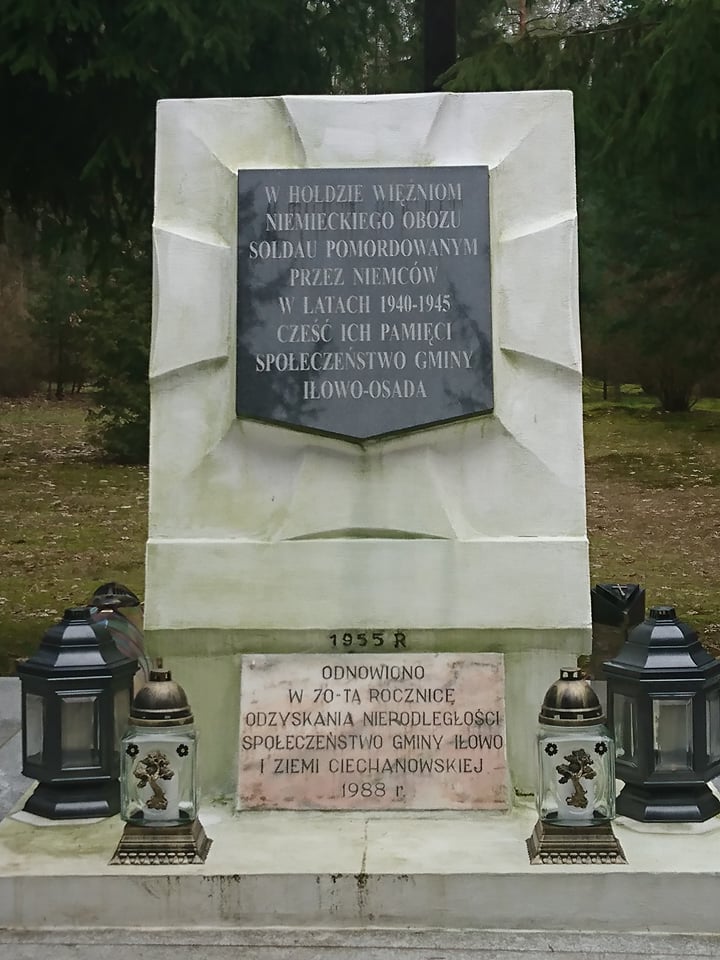 W HOŁDZIE WIĘŹNIOM
NIEMIECKIEGO OBOZU
SOLDAU POMORDOWANYM
PRZEZ NIEMCÓW
W LATACH 1940-1945
CZEŚĆ ICH PAMIĘCI
SPOŁECZEŃSTWO GMINY
IŁOWO-OSADA
1955 R
ODNOWIONO
W 70-TĄ ROCZNICĘ
ODZYSKANIA NIEPODLEGŁOŚCI
SPOŁECZEŃSTWO GMINY IŁOWO
I ZIEMI CIECHANOWSKIEJ
1988 r.